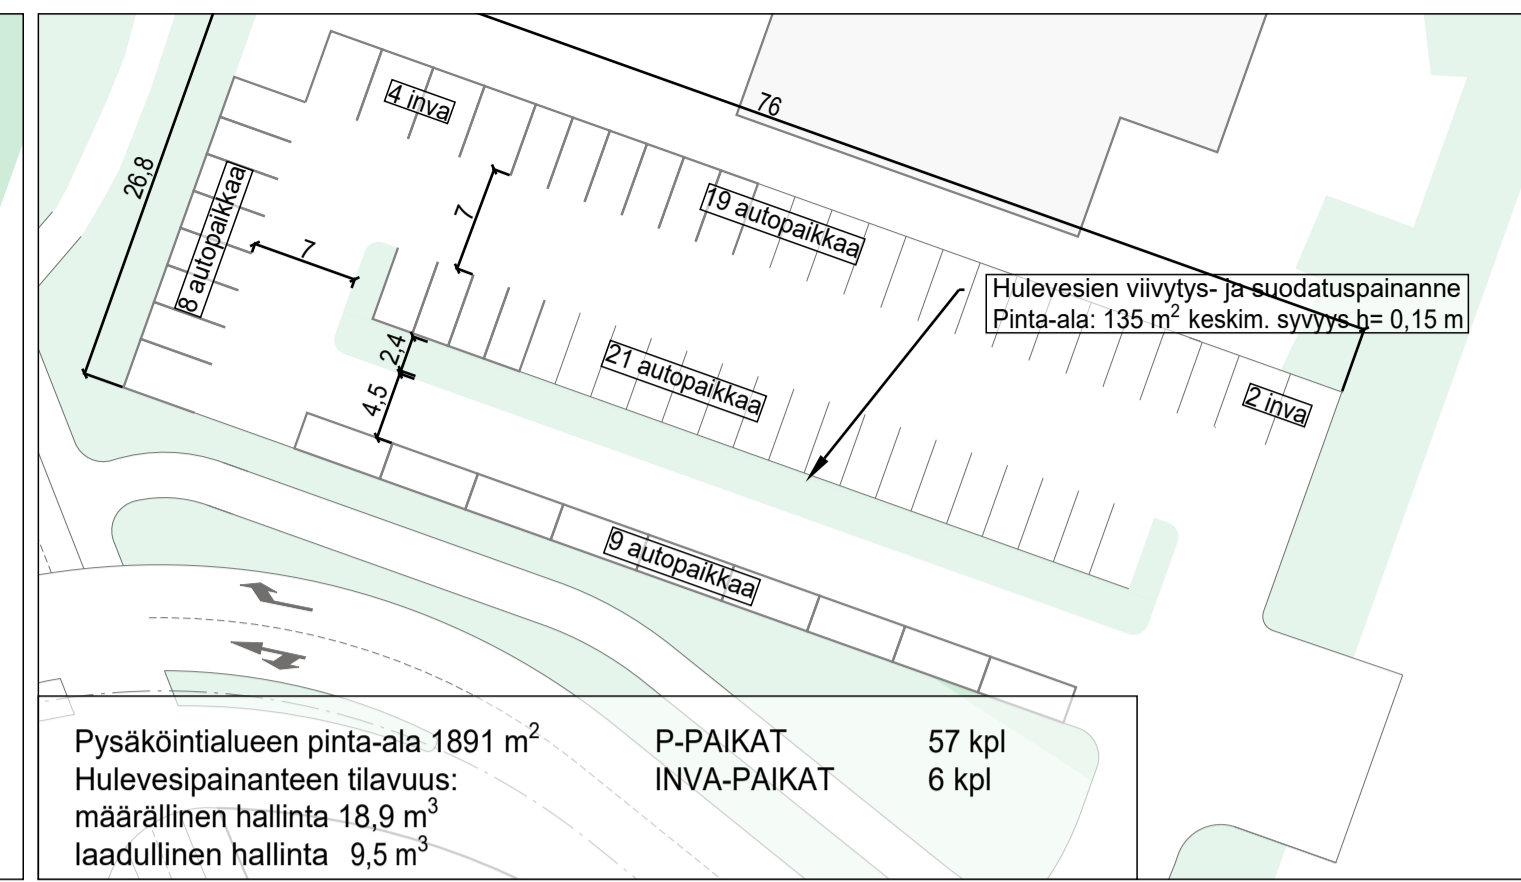 76
4 inva
26,8
8 autopaikkaa
7
7
19 autopaikkaa
Hulevesien viivytys- ja suodatuspainanne
Pinta-ala: 135 m² keskim. syvyys h= 0,15 m
2,4
4,5
21 autopaikkaa
2 inva
9 autopaikkaa
Pysäköintialueen pinta-ala 1891 m²
Hulevesipainanteen tilavuus:
määrällinen hallinta 18,9 m³
laadullinen hallinta 9,5 m³
P-PAIKAT 57 kpl
INVA-PAIKAT 6 kpl